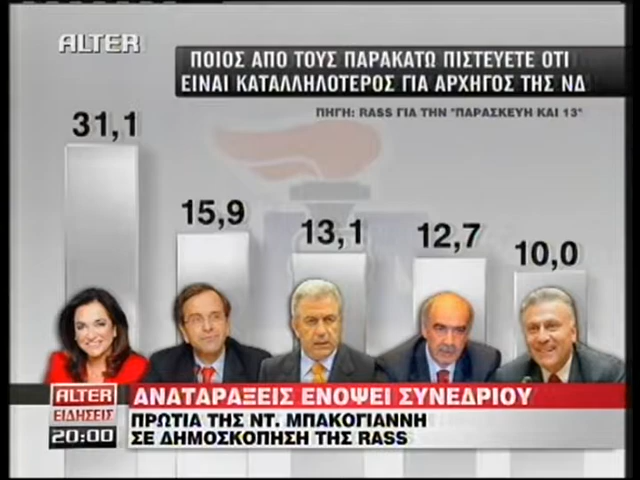 ALTER
ΠΟΙΟΣ ΑΠΟ ΤΟΥΣ ΠΑΡΑΚΑΤΩ ΠΙΣΤΕΥΕΤΕ ΟΤΙ
ΕΙΝΑΙ ΚΑΤΑΛΛΗΛΟΤΕΡΟΣ ΓΙΑ ΑΡΧΗΓΟΣ ΤΗΣ ΝΔ
ΠΗΓΗ: RASS ΓΙΑ ΤΗΝ "ΠΑΡΑΣΚΕΥΗ ΚΑΙ 13"
31,1
15,9
13,1
12,7
10,0
ALTER
ΕΙΔΗΣΕΙΣ
20:00
ΑΝΑΤΑΡΑΞΕΙΣ ΕΝΟΨΕΙ ΣΥΝΕΔΡΙΟΥ
ΠΡΩΤΙΑ ΤΗΣ ΝΤ. ΜΠΑΚΟΓΙΑΝΝΗ
ΣΕ ΔΗΜΟΣΚΟΠΗΣΗ ΤΗΣ RASS